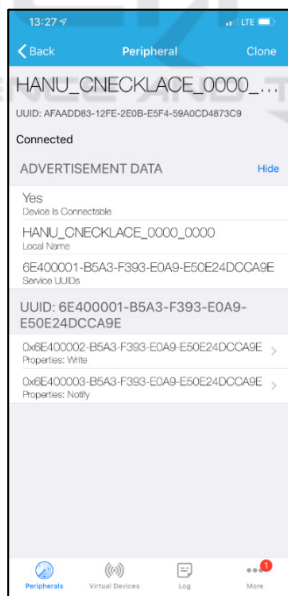 13:27
LTE
Back
Peripheral
Clone
HANU_CNECKLACE_0000_...
UUID: AFAADD83-12FE-2E0B-E5F4-59A0CD4873C9
Connected
ADVERTISEMENT DATA
Hide
Yes
Device Is Connectable
HANU_CNECKLACE_0000_0000
Local Name
6E400001-B5A3-F393-E0A9-E50E24DCCA9E
Service UUIDs
UUID: 6E400001-B5A3-F393-E0A9-
E50E24DCCA9E
0x6E400002-B5A3-F393-E0A9-E50E24DCCA9E
Properties: Write
0x6E400003-B5A3-F393-E0A9-E50E24DCCA9E
Properties: Notify
1
Peripherals
Virtual Devices
Log
More